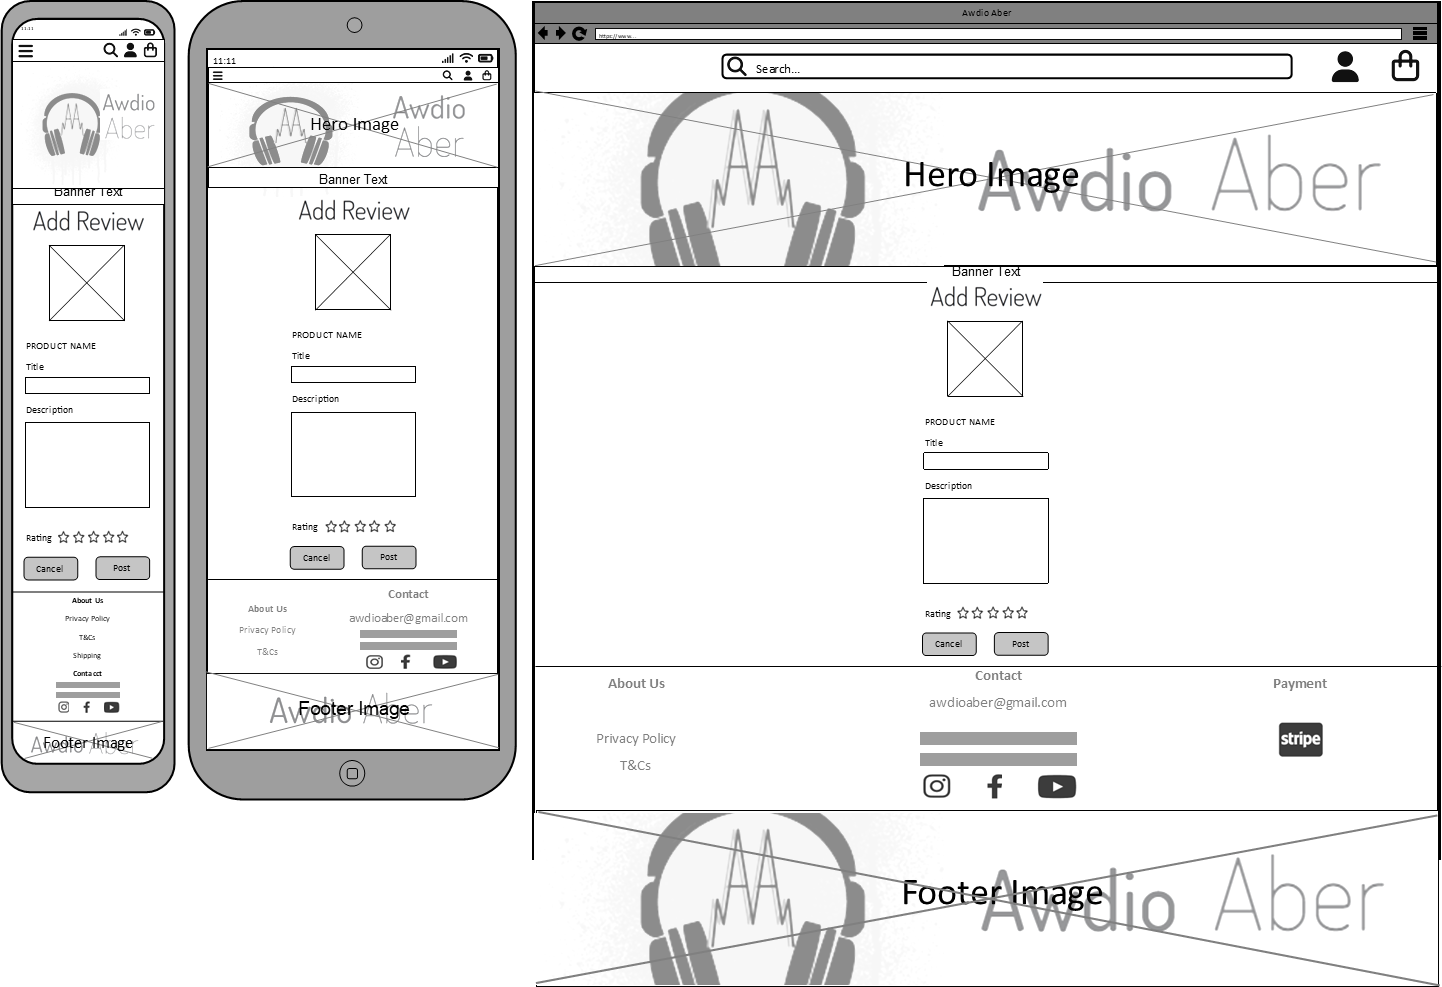 11:11
Awdio
Aber
Banner Text
Add Review
PRODUCT NAME
Title
Description
Rating
Cancel
Post
About Us
Privacy Policy
T&Cs
Shipping
Contacct
Awdio Aber
Footer Image
11:11
Awdio
Hero Image
Aber
Banner Text
Add Review
PRODUCT NAME
Title
Description
Rating
Cancel
Post
Contact
About Us
awdioaber@gmail.com
Privacy Policy
T&Cs
Awdio Aber
Footer Image
Awdio Aber
https://www...
Search...
Hero Image
Awdio Aber
Banner Text
Add Review
PRODUCT NAME
Title
Description
Rating
Cancel
Post
About Us
Contact
Payment
awdioaber@gmail.com
Privacy Policy
stripe
T&Cs
Footer Image
Awdio Aber